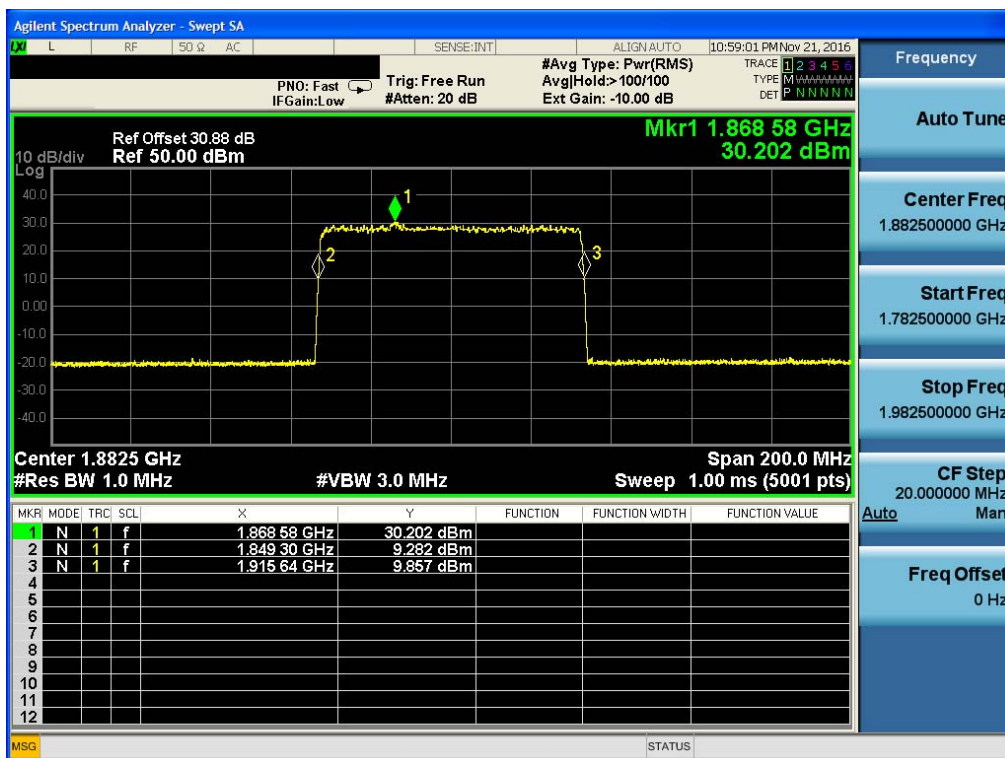 Agilent Spectrum Analyzer - Swept SA
LXI L RF 50 Ω AC SENSE:INT ALIGN AUTO 10:59:01 PM Nov 21, 2016
PNO: Fast Trig: Free Run #Avg Type: Pwr(RMS) TRACE 1 2 3 4 5 6
IFGain:Low #Atten: 20 dB Avg|Hold:>100/100 TYPE M WWWWW
Ext Gain: -10.00 dB DET P N N N N N
Frequency
Ref Offset 30.88 dB Mkr1 1.868 58 GHz
10 dB/div Ref 50.00 dBm 30.202 dBm
Log
40.0
30.0
20.0
10.0
0.00
-10.0
-20.0
-30.0
-40.0
1
2
3
Center 1.8825 GHz Span 200.0 MHz
#Res BW 1.0 MHz #VBW 3.0 MHz Sweep 1.00 ms (5001 pts)
MKR MODE TRC SCL X Y FUNCTION FUNCTION WIDTH FUNCTION VALUE
1 N 1 f 1.868 58 GHz 30.202 dBm
2 N 1 f 1.849 30 GHz 9.282 dBm
3 N 1 f 1.915 64 GHz 9.857 dBm
4
5
6
7
8
9
10
11
12
Auto Tune
Center Freq
1.882500000 GHz
Start Freq
1.782500000 GHz
Stop Freq
1.982500000 GHz
CF Step
20.000000 MHz
Auto Man
Freq Offset
0 Hz
MSG STATUS